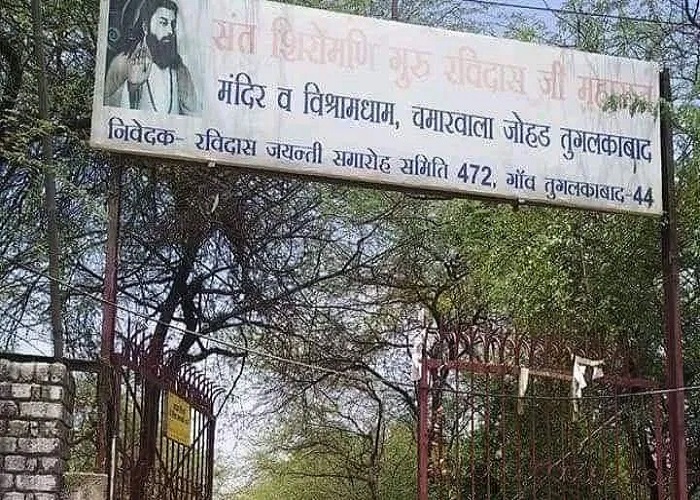 संत शिरोमणि गुरु रविदास जी महाराज
मंदिर व विश्रामधाम, चमारवाला जोहड तुगलकाबाद
निवेदक- रविदास जयन्ती समारोह समिति 472, गाँव तुगलकाबाद-44